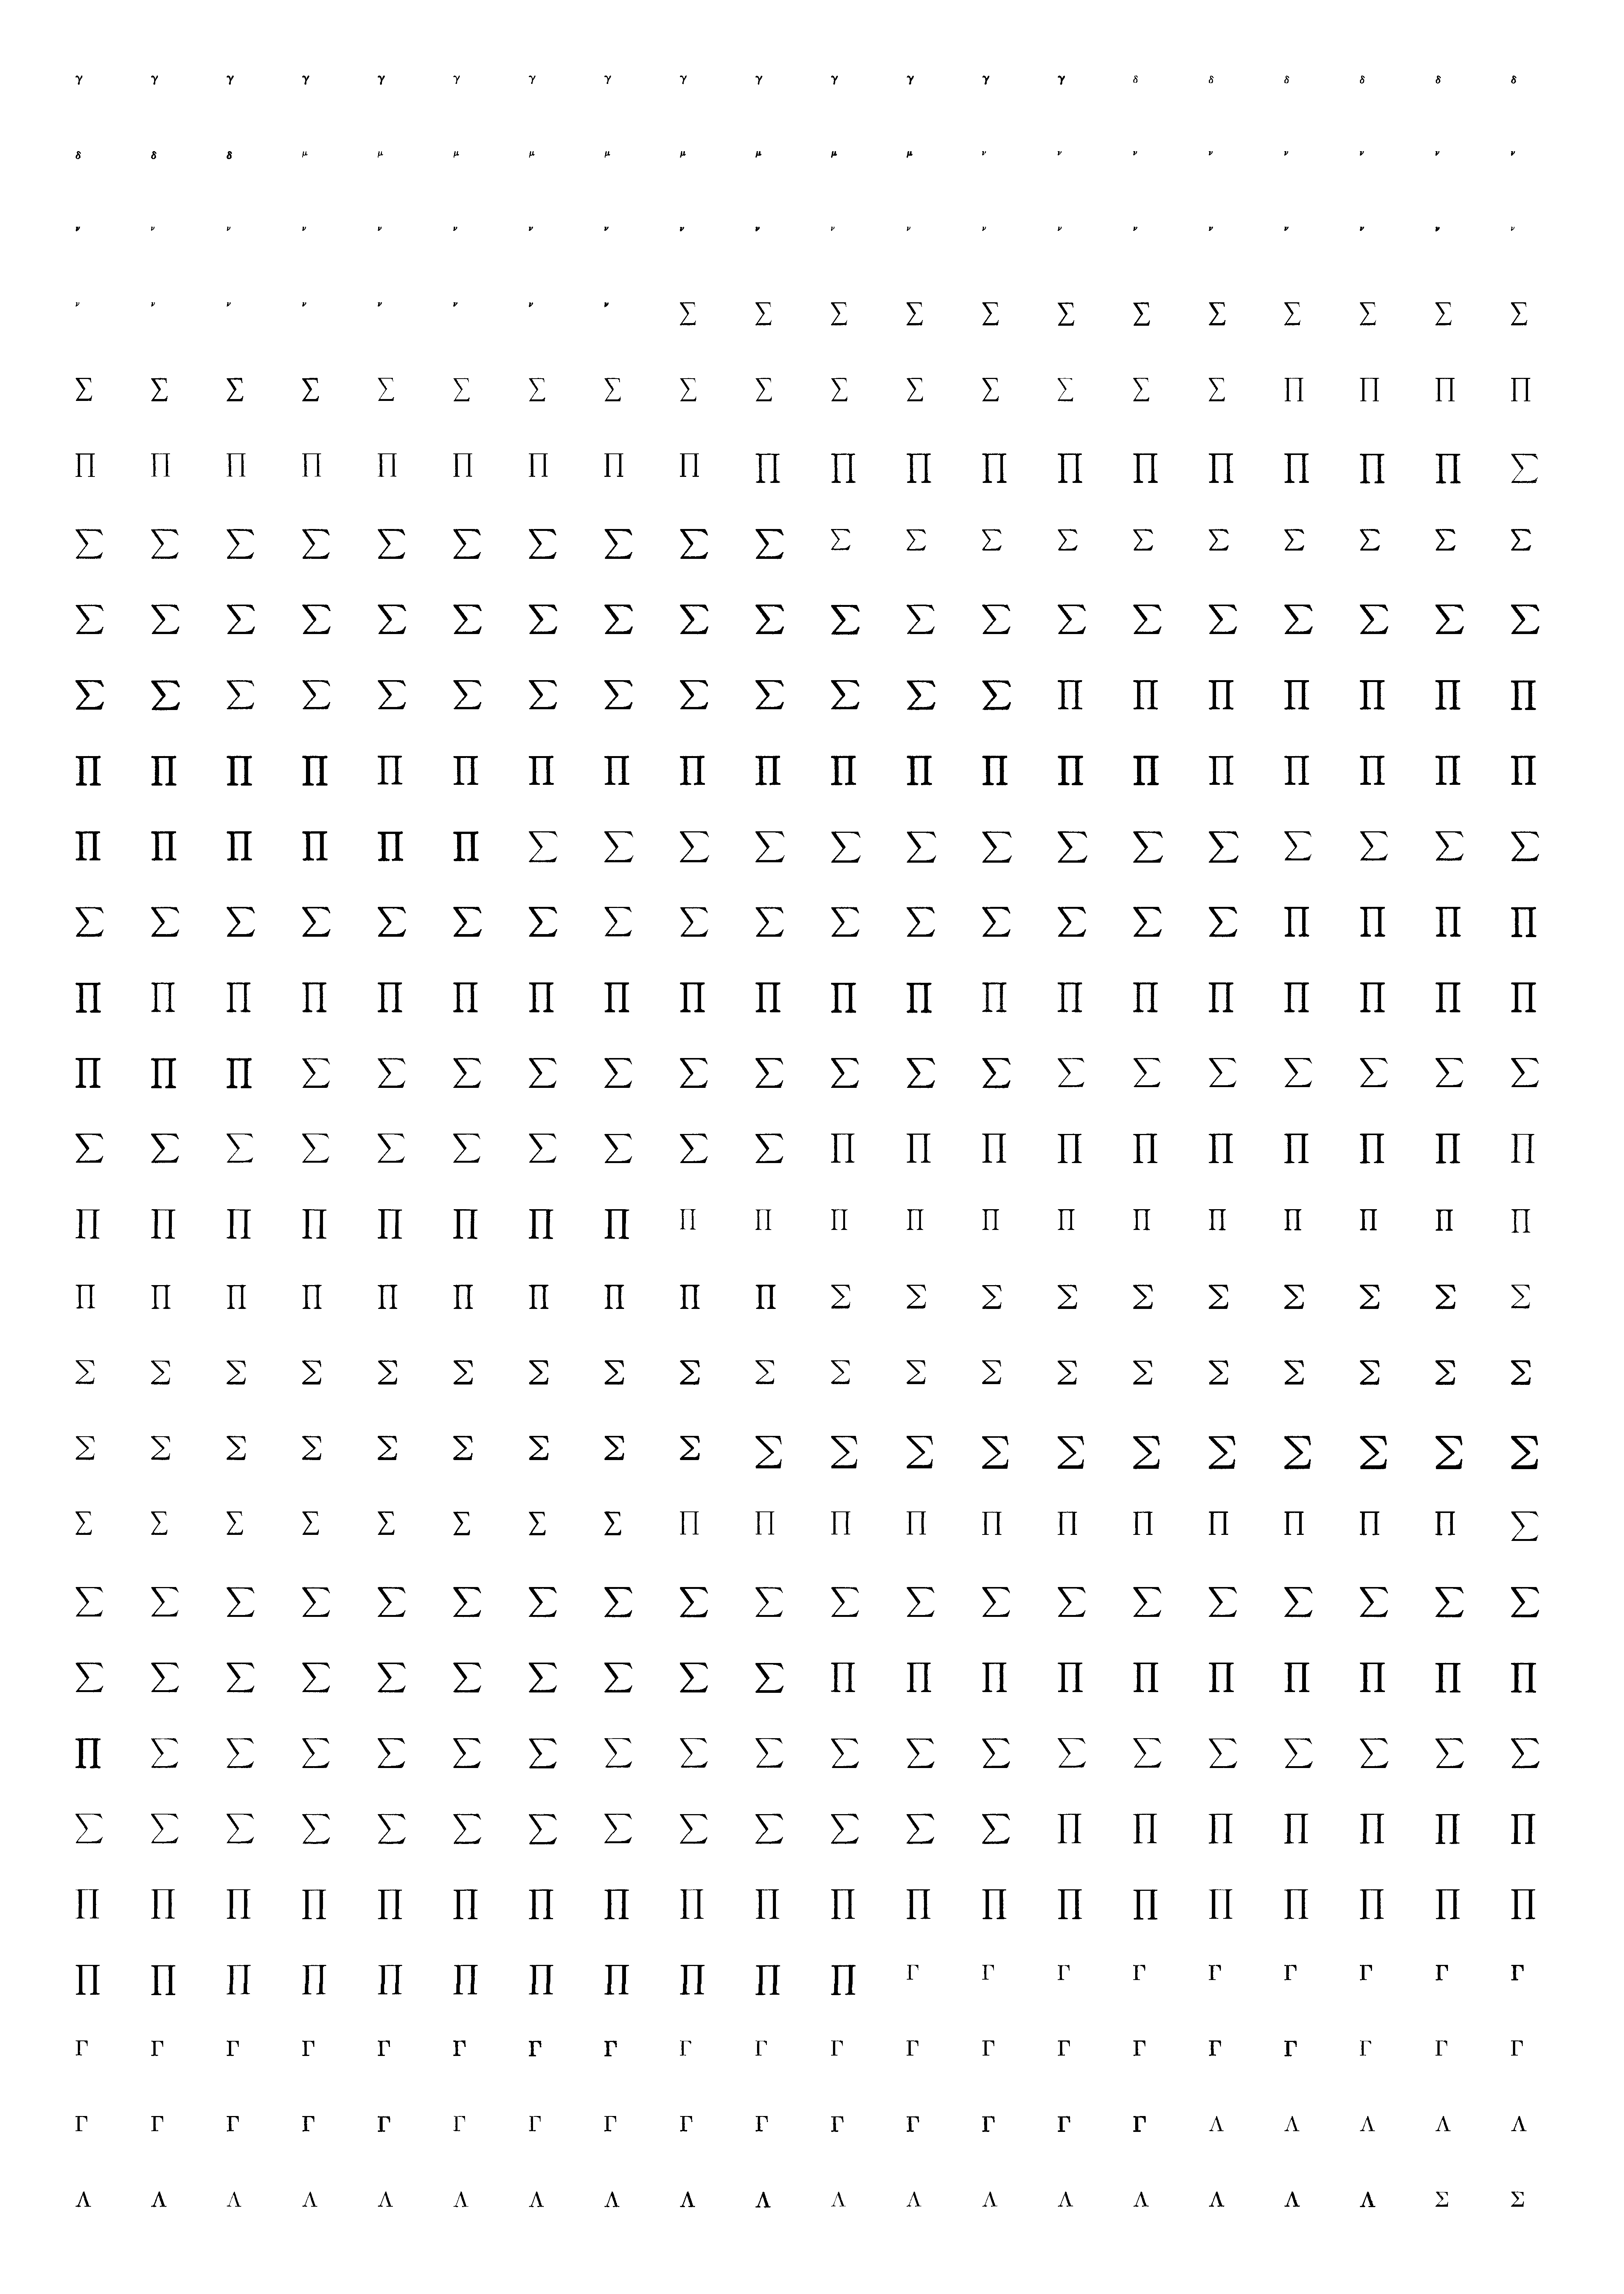 γ γ γ γ γ γ γ γ γ γ γ γ γ γ δ δ δ δ δ δ
δ δ δ μ μ μ μ μ μ μ μ μ ν ν ν ν ν ν ν ν
ν ν ν ν ν ν ν ν ν ν ν ν ν ν ν ν ν ν ν ν
ν ν ν ν ν ν ν ν Σ Σ Σ Σ Σ Σ Σ Σ Σ Σ Σ Σ
Σ Σ Σ Σ Σ Σ Σ Σ Σ Σ Σ Σ Σ Σ Σ Σ Π Π Π Π
Π Π Π Π Π Π Π Π Π Π Π Π Π Π Π Π Π Π Π Σ
Σ Σ Σ Σ Σ Σ Σ Σ Σ Σ Σ Σ Σ Σ Σ Σ Σ Σ Σ Σ
Σ Σ Σ Σ Σ Σ Σ Σ Σ Σ Σ Σ Σ Σ Σ Σ Σ Σ Σ Σ
Σ Σ Σ Σ Σ Σ Σ Σ Σ Σ Σ Σ Σ Π Π Π Π Π Π Π
Π Π Π Π Π Π Π Π Π Π Π Π Π Π Π Π Π Π Π Π
Π Π Π Π Π Π Σ Σ Σ Σ Σ Σ Σ Σ Σ Σ Σ Σ Σ Σ
Σ Σ Σ Σ Σ Σ Σ Σ Σ Σ Σ Σ Σ Σ Σ Σ Π Π Π Π
Π Π Π Π Π Π Π Π Π Π Π Π Π Π Π Π Π Π Π Π
Π Π Π Σ Σ Σ Σ Σ Σ Σ Σ Σ Σ Σ Σ Σ Σ Σ Σ Σ
Σ Σ Σ Σ Σ Σ Σ Σ Σ Σ Π Π Π Π Π Π Π Π Π Π
Π Π Π Π Π Π Π Π Π Π Π Π Π Π Π Π Π Π Π Π
Π Π Π Π Π Π Π Π Π Π Σ Σ Σ Σ Σ Σ Σ Σ Σ Σ
Σ Σ Σ Σ Σ Σ Σ Σ Σ Σ Σ Σ Σ Σ Σ Σ Σ Σ Σ Σ
Σ Σ Σ Σ Σ Σ Σ Σ Σ Σ Σ Σ Σ Σ Σ Σ Σ Σ Σ Σ
Σ Σ Σ Σ Σ Σ Σ Σ Π Π Π Π Π Π Π Π Π Π Π Σ
Σ Σ Σ Σ Σ Σ Σ Σ Σ Σ Σ Σ Σ Σ Σ Σ Σ Σ Σ Σ
Σ Σ Σ Σ Σ Σ Σ Σ Σ Σ Π Π Π Π Π Π Π Π Π Π
Π Σ Σ Σ Σ Σ Σ Σ Σ Σ Σ Σ Σ Σ Σ Σ Σ Σ Σ Σ
Σ Σ Σ Σ Σ Σ Σ Σ Σ Σ Σ Σ Σ Π Π Π Π Π Π Π
Π Π Π Π Π Π Π Π Π Π Π Π Π Π Π Π Π Π Π Π
Π Π Π Π Π Π Π Π Π Π Π Γ Γ Γ Γ Γ Γ Γ Γ Γ
Γ Γ Γ Γ Γ Γ Γ Γ Γ Γ Γ Γ Γ Γ Γ Γ Γ Γ Γ Γ
Γ Γ Γ Γ Γ Γ Γ Γ Γ Γ Γ Γ Γ Γ Γ Λ Λ Λ Λ Λ
Λ Λ Λ Λ Λ Λ Λ Λ Λ Λ Λ Λ Λ Λ Λ Λ Λ Λ Σ Σ